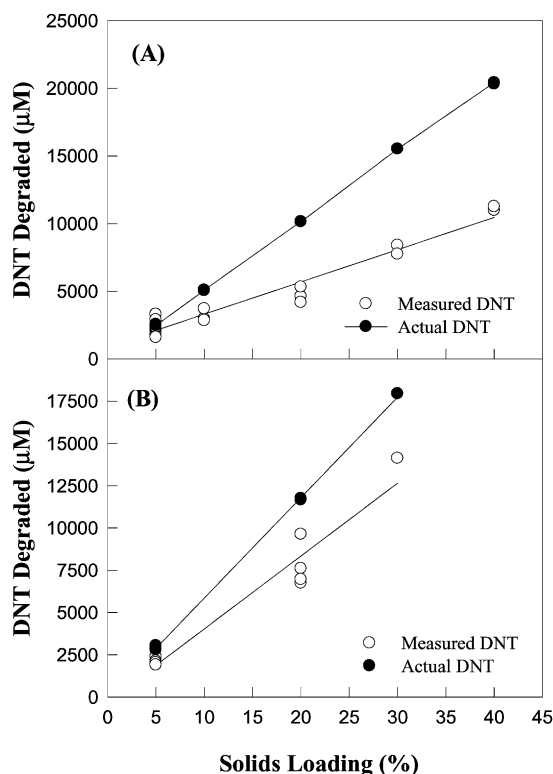 25000
(A)
20000
15000
10000
5000
0
DNT Degraded (μM)
Measured DNT
Actual DNT
(B)
17500
15000
12500
10000
7500
5000
2500
0
DNT Degraded (μM)
Measured DNT
Actual DNT
0 5 10 15 20 25 30 35 40 45
Solids Loading (%)